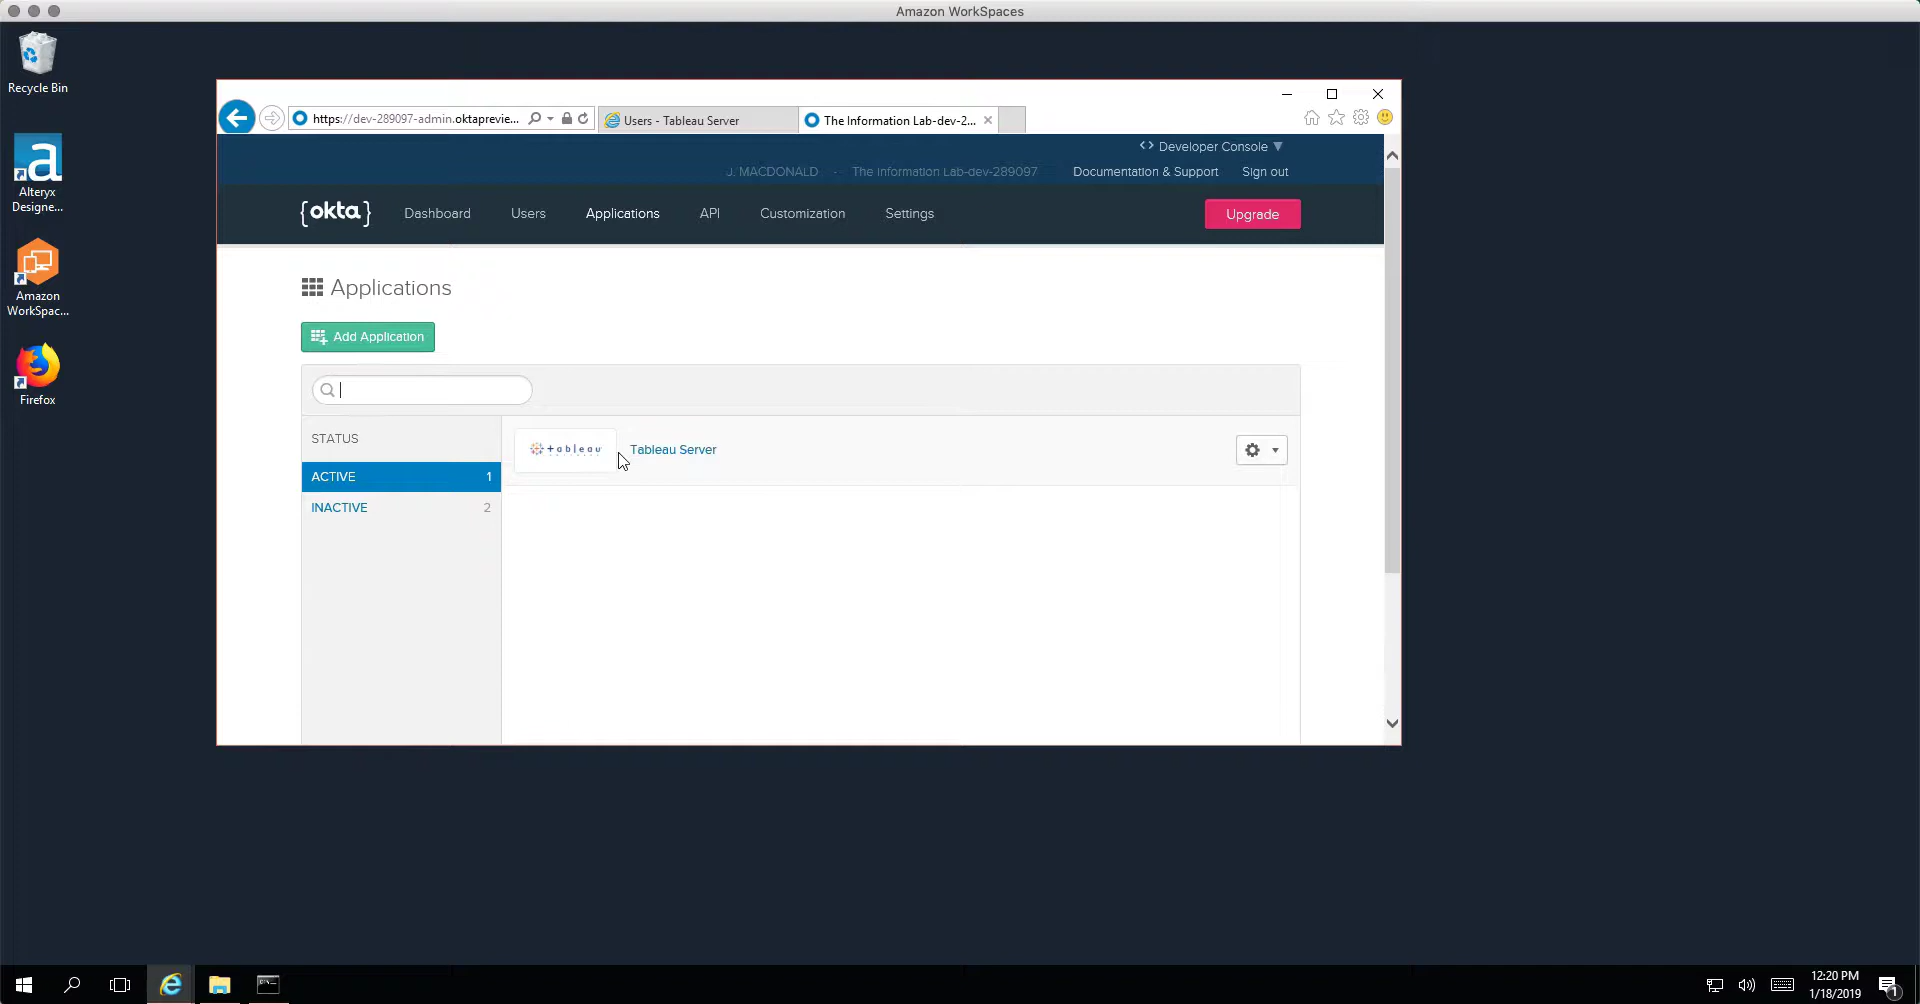 Amazon WorkSpaces
Recycle Bin
Alteryx
Designe...
Amazon
WorkSpac...
Firefox
https://dev-289097-admin.oktapreview...
Users - Tableau Server
The Information Lab-dev-2...
Developer Console
J. MACDONALD - The Information Lab-dev-289097 Documentation & Support Sign out
{okta} Dashboard Users Applications API Customization Settings Upgrade
Applications
Add Application
STATUS
ACTIVE 1
INACTIVE 2
+ableau Tableau Server
12:20 PM
1/18/2019
1